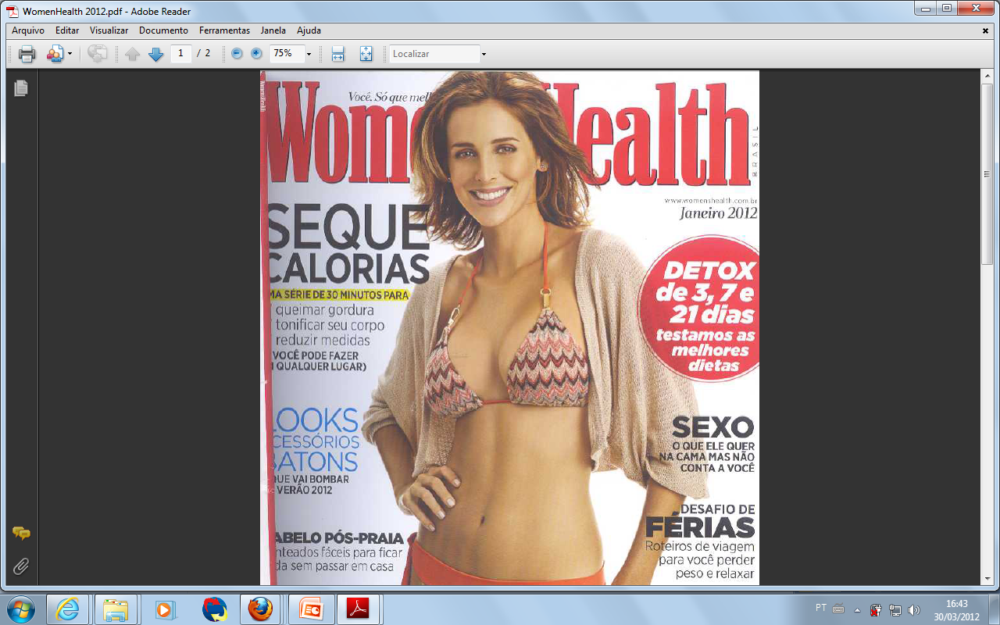 WomenHealth 2012.pdf - Adobe Reader
Arquivo Editar Visualizar Documento Ferramentas Janela Ajuda
1 / 2 75% Localizar
Você. Só que melh
Wom Health
BRASIL
www.womenshealth.com.br
Janeiro 2012
SEQUE
CALORIAS
MA SÉRIE DE 30 MINUTOS PARA
queimar gordura
tonificar seu corpo
reduzir medidas
VOCÊ PODE FAZER
QUALQUER LUGAR)
DETOX
de 3, 7 e
21 dias
testamos as
melhores
dietas
LOOKS
CESSÓRIOS
BATONS
QUE VAI BOMBAR
VERÃO 2012
SEXO
O QUE ELE QUER
NA CAMA MAS NÃO
CONTA A VOCÊ
ABELO PÓS-PRAIA
nteados fáceis para ficar
da sem passar em casa
DESAFIO DE
FÉRIAS
Roteiros de viagem
para você perder
peso e relaxar
PT 16:43
30/03/2012